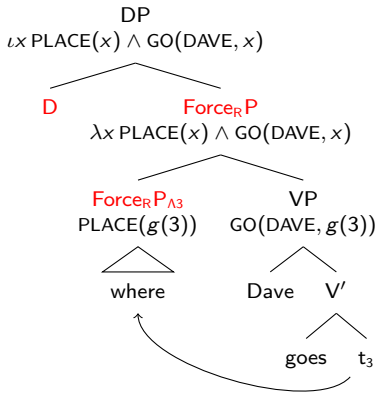 DP
ιx PLACE(x) ∧ GO(DAVE, x)
D ForceRP
λx PLACE(x) ∧ GO(DAVE, x)
ForceRPΛ3 VP
PLACE(g(3)) GO(DAVE, g(3))
where Dave V′
goes t3